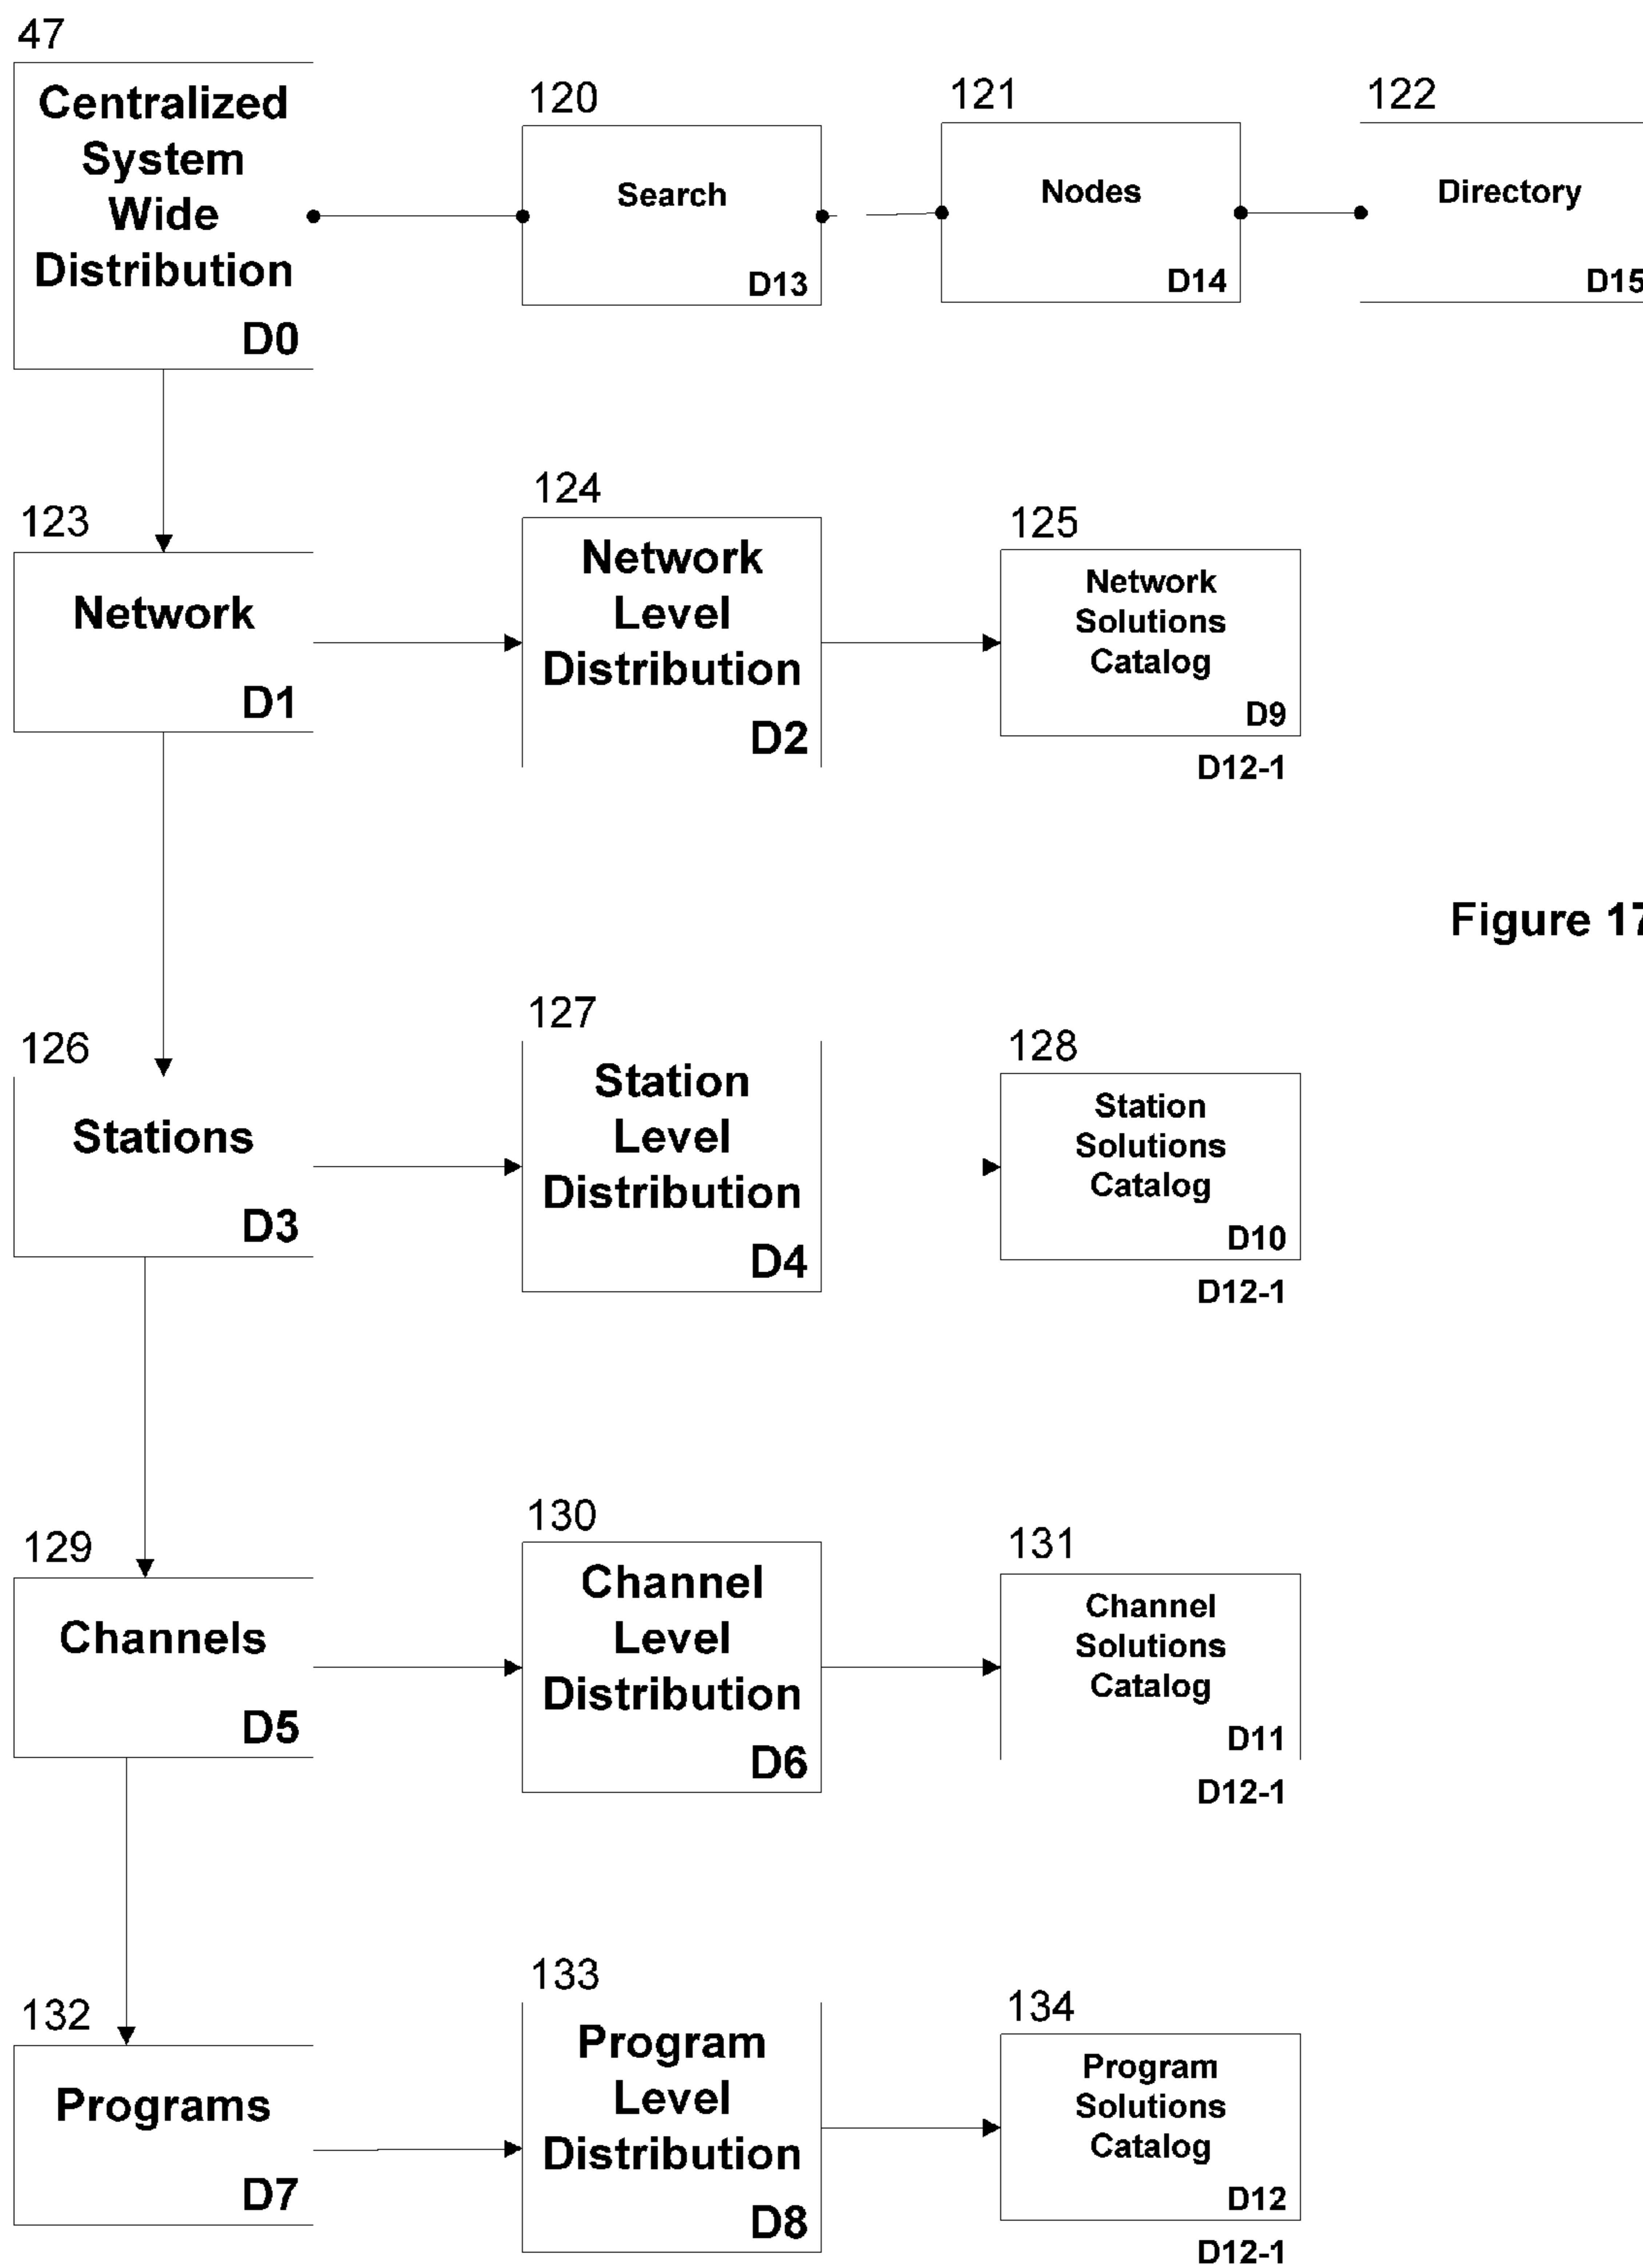 47
Centralized
System
Wide
Distribution
D0
120
Search
D13
121
Nodes
D14
122
Directory
D15
123
Network
D1
124
Network
Level
Distribution
D2
125
Network
Solutions
Catalog
D9
D12-1
Figure 17
126
Stations
D3
127
Station
Level
Distribution
D4
128
Station
Solutions
Catalog
D10
D12-1
129
Channels
D5
130
Channel
Level
Distribution
D6
131
Channel
Solutions
Catalog
D11
D12-1
132
Programs
D7
133
Program
Level
Distribution
D8
134
Program
Solutions
Catalog
D12
D12-1